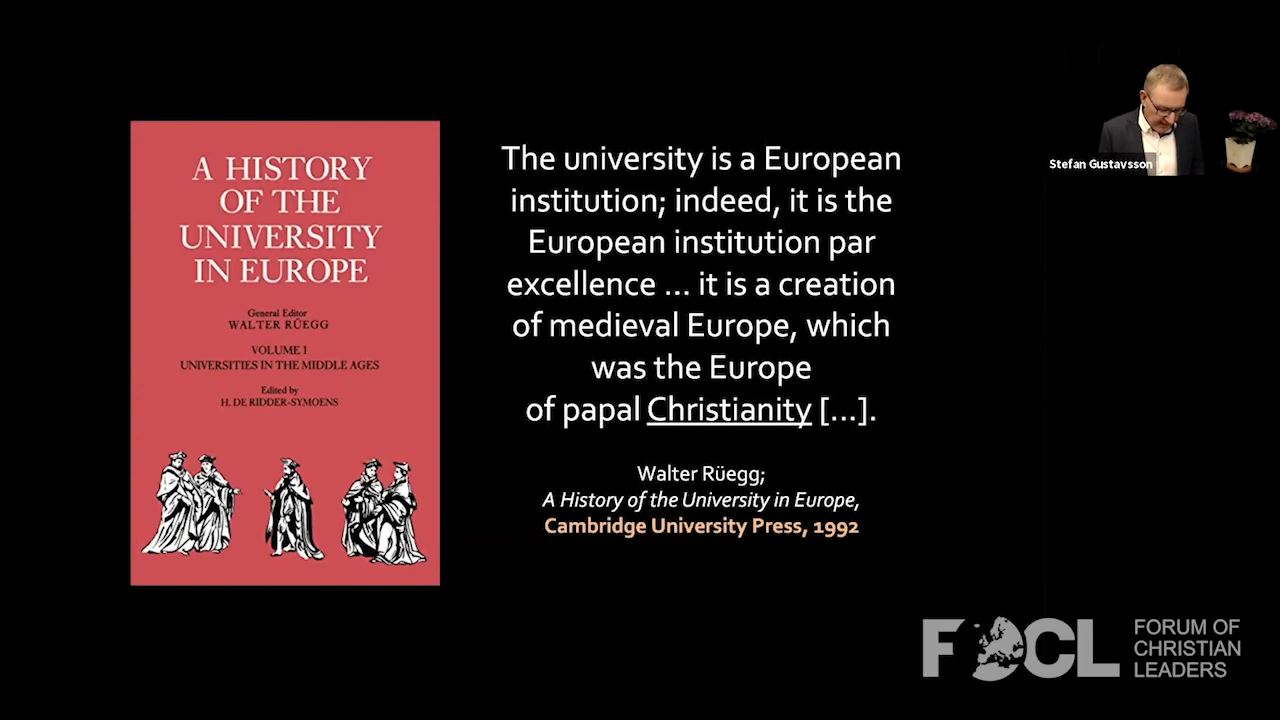 A HISTORY
OF THE
UNIVERSITY
IN EUROPE
General Editor
WALTER RÜEGG
VOLUME I
UNIVERSITIES IN THE MIDDLE AGES
Edited by
H. DE RIDDER-SYMOENS
The university is a European
institution; indeed, it is the
European institution par
excellence ... it is a creation
of medieval Europe, which
was the Europe
of papal Christianity [...].
Walter Rüegg;
A History of the University in Europe,
Cambridge University Press, 1992
Stefan Gustavsson
FOCL
FORUM OF
CHRISTIAN
LEADERS